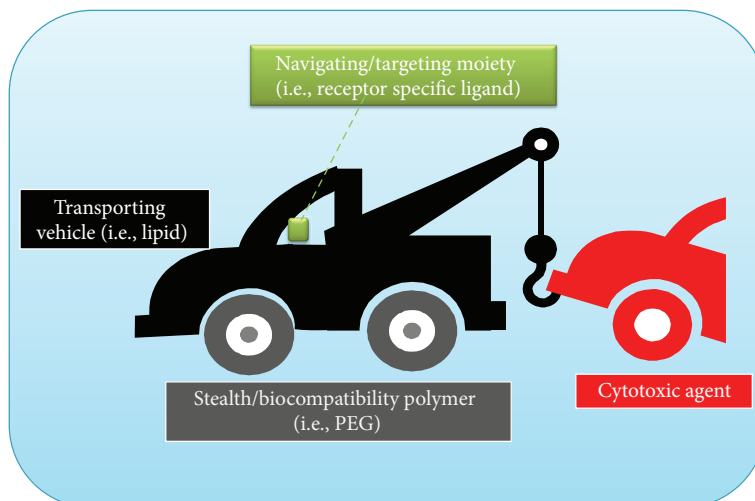 Navigating/targeting moiety
(i.e., receptor specific ligand)
Transporting
vehicle (i.e., lipid)
Stealth/biocompatibility polymer
(i.e., PEG)
Cytotoxic agent